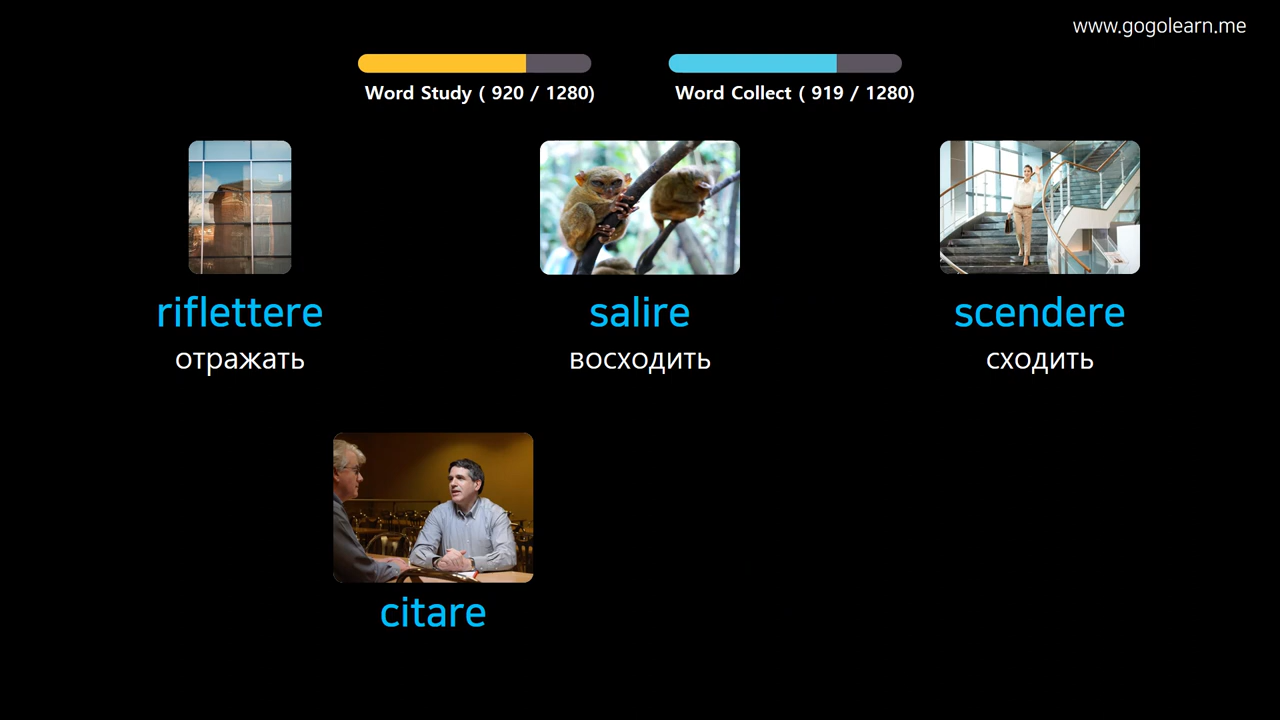 www.gogolearn.me
Word Study ( 920 / 1280)
Word Collect ( 919 / 1280)
riflettere
отражать
salire
восходить
scendere
сходить
citare